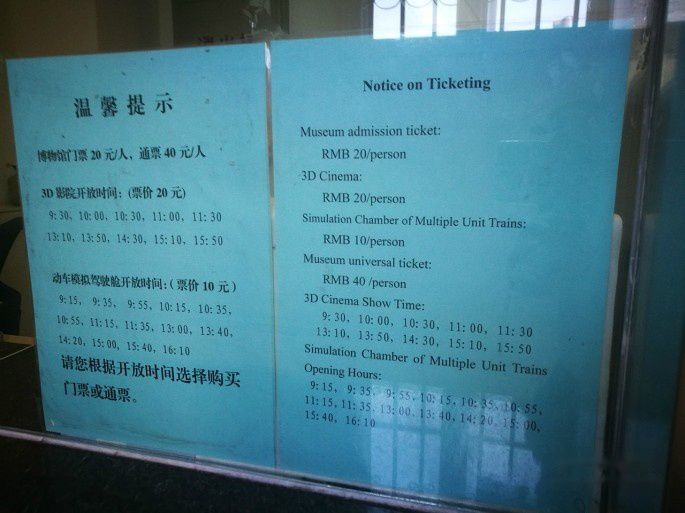 温馨提示
博物馆门票 20 元/人，通票 40 元/人
3D 影院开放时间：(票价 20 元)
9:30、10:00、10:30、11:00、11:30
13:10、13:50、14:30、15:10、15:50
动车模拟驾驶舱开放时间：(票价 10 元)
9:15, 9:35、9:55、10:15、10:35、
10:55、11:15、11:35、13:00、13:40、
14:20、15:00、15:40、16:10
请您根据开放时间选择购买
门票或通票。
Notice on Ticketing
Museum admission ticket:
RMB 20/person
3D Cinema:
RMB 20/person
Simulation Chamber of Multiple Unit Trains:
RMB 10/person
Museum universal ticket:
RMB 40 /person
3D Cinema Show Time:
9:30、10:00、10:30、11:00、11:30
13:10、13:50、14:30、15:10、15:50
Simulation Chamber of Multiple Unit Trains
Opening Hours:
9:15, 9:35、9:55、10:15、10:35、10:55、
11:15、11:35、13:00、13:40、14:20、15:00、
15:40、16:10